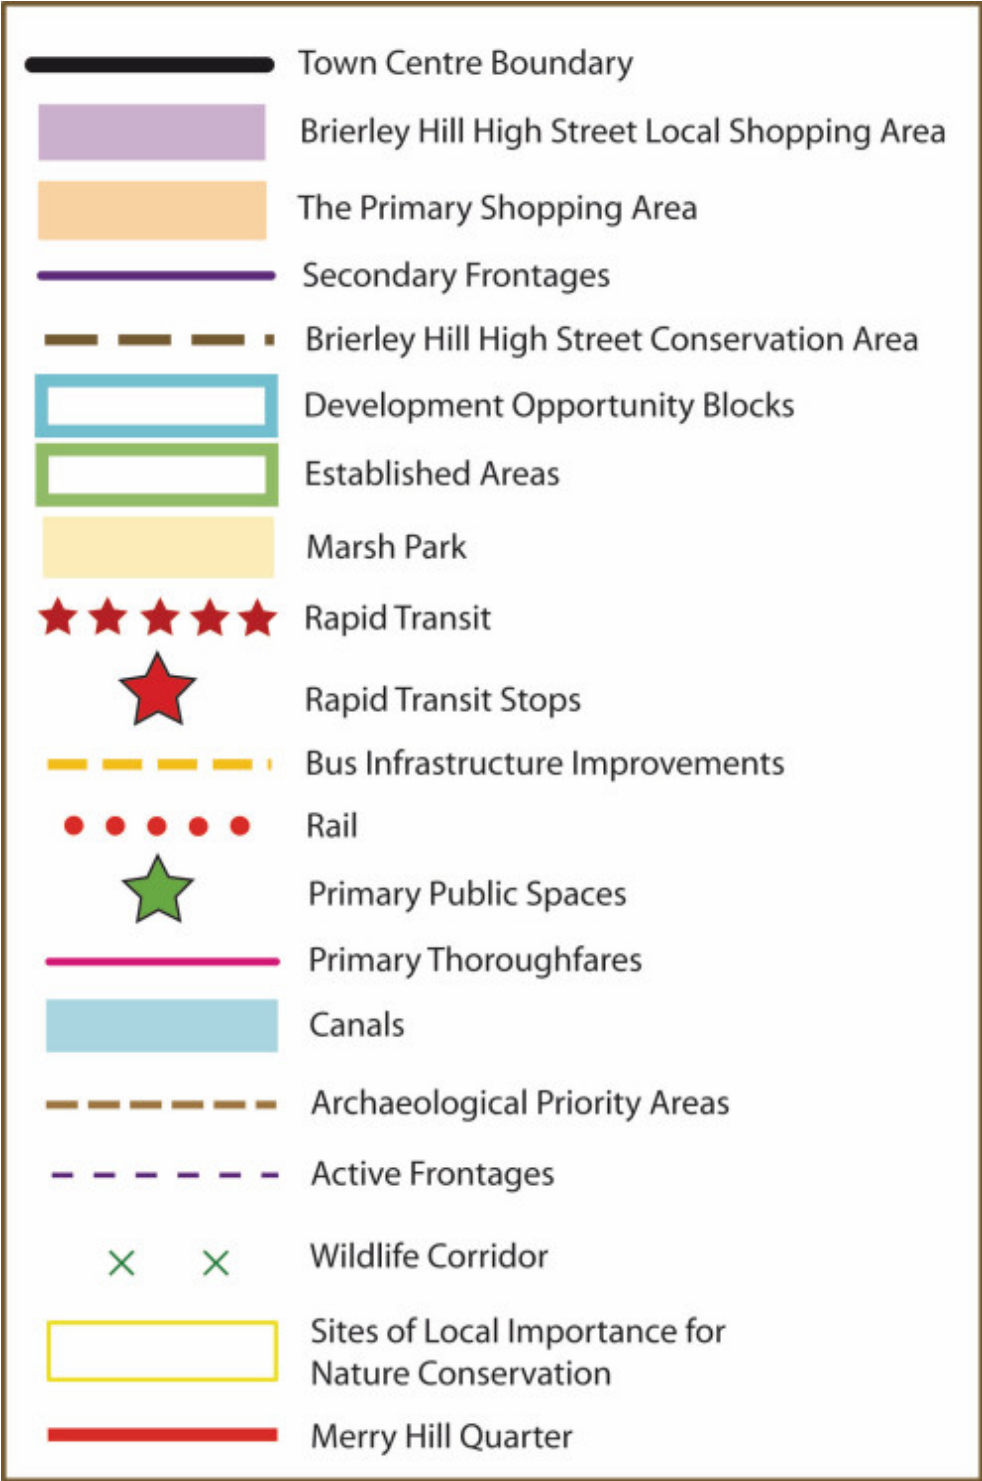 Town Centre Boundary
Brierley Hill High Street Local Shopping Area
The Primary Shopping Area
Secondary Frontages
Brierley Hill High Street Conservation Area
Development Opportunity Blocks
Established Areas
Marsh Park
Rapid Transit
Rapid Transit Stops
Bus Infrastructure Improvements
Rail
Primary Public Spaces
Primary Thoroughfares
Canals
Archaeological Priority Areas
Active Frontages
Wildlife Corridor
Sites of Local Importance for
Nature Conservation
Merry Hill Quarter